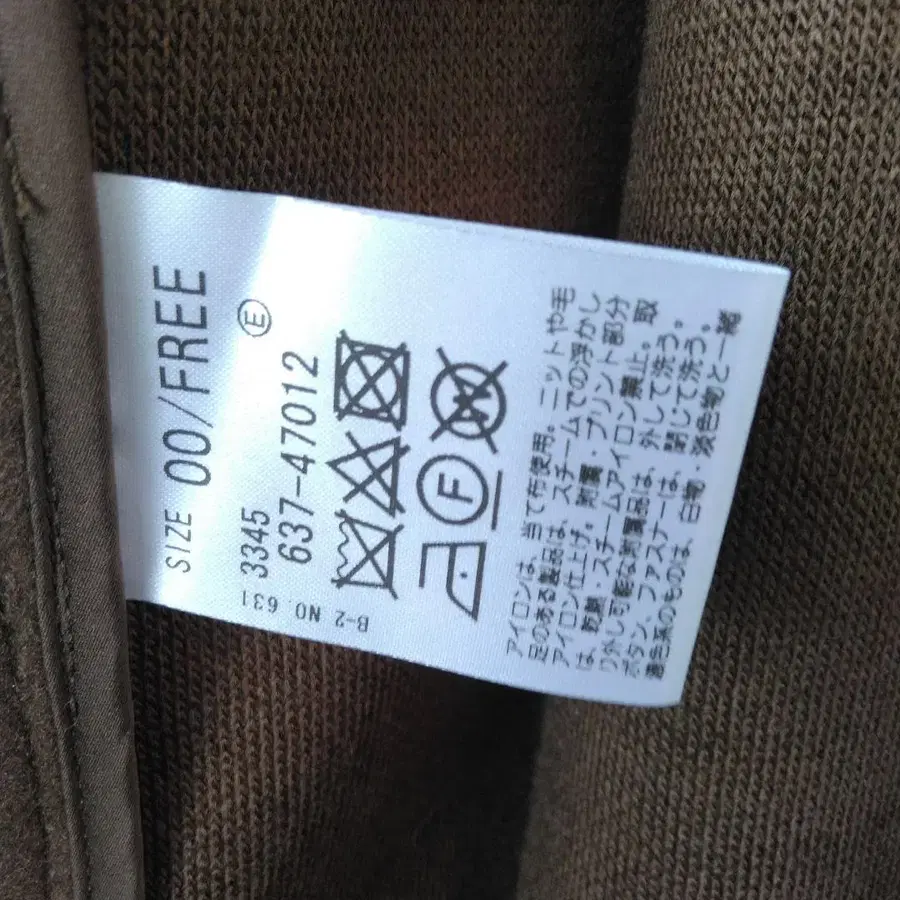 SIZE 00/FREE
Ⓔ
3345
637-47012
W
F
B-2 NO.631
アイロンは、当て布使用。ニットや毛
足のある製品は、スチームでの浮かし
アイロン仕上げ。附属・プリント部分
は、乾熱・スチームアイロン禁止。取
り外し可能な附属品は、外して洗う。
ボタン、ファスナーは、閉じて洗う。
濃色系のものは、白物・淡色物と一緒